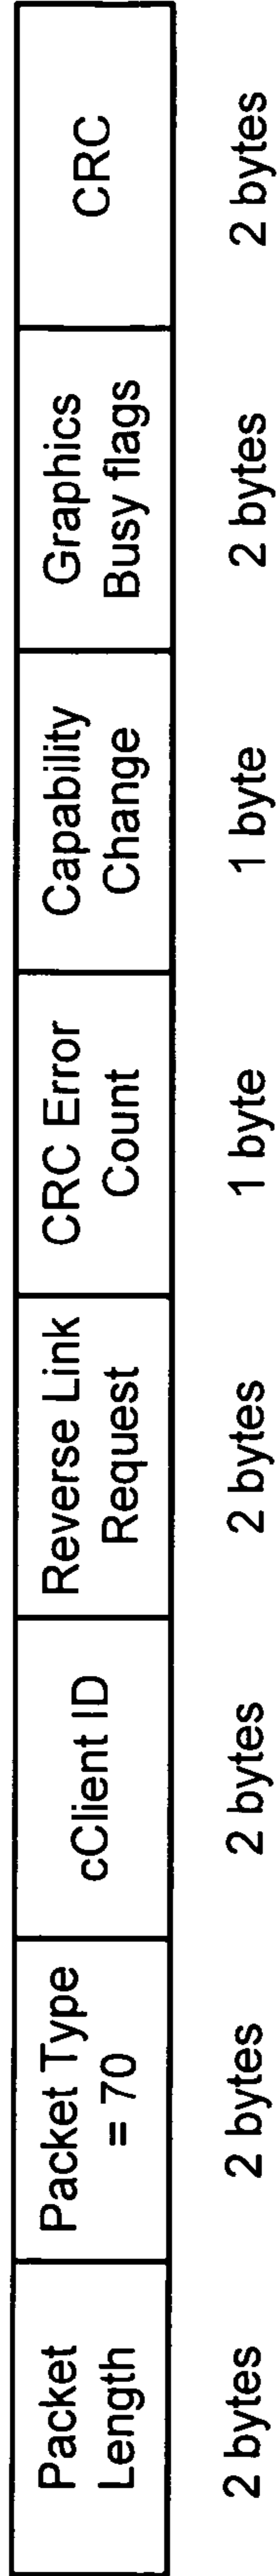 Packet
Length
Packet Type
= 70
cClient ID
Reverse Link
Request
CRC Error
Count
Capability
Change
Graphics
Busy flags
CRC
2 bytes
2 bytes
2 bytes
2 bytes
1 byte
1 byte
2 bytes
2 bytes